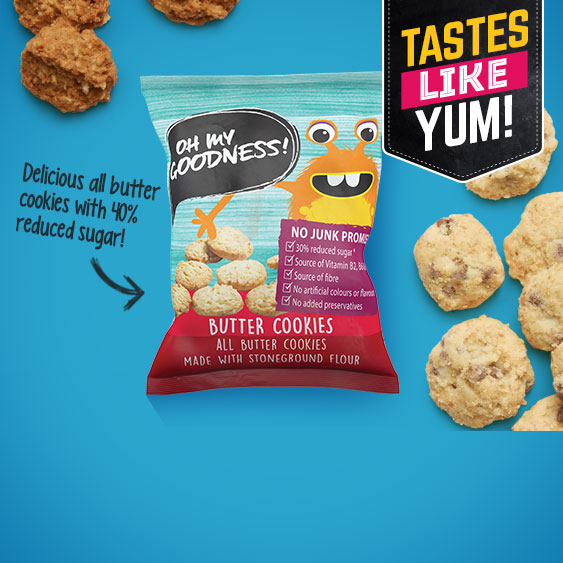 TASTES
LIKE
YUM!
Delicious all butter
cookies with 40%
reduced sugar!
OH MY
GOODNESS!
NO JUNK PROMIS
30% reduced sugar*
Source of Vitamin B2,
Source of fibre
No artificial colours or flavou
No added preservatives
BUTTER COOKIES
ALL BUTTER COOKIES
MADE WITH STONEGROUND FLOUR